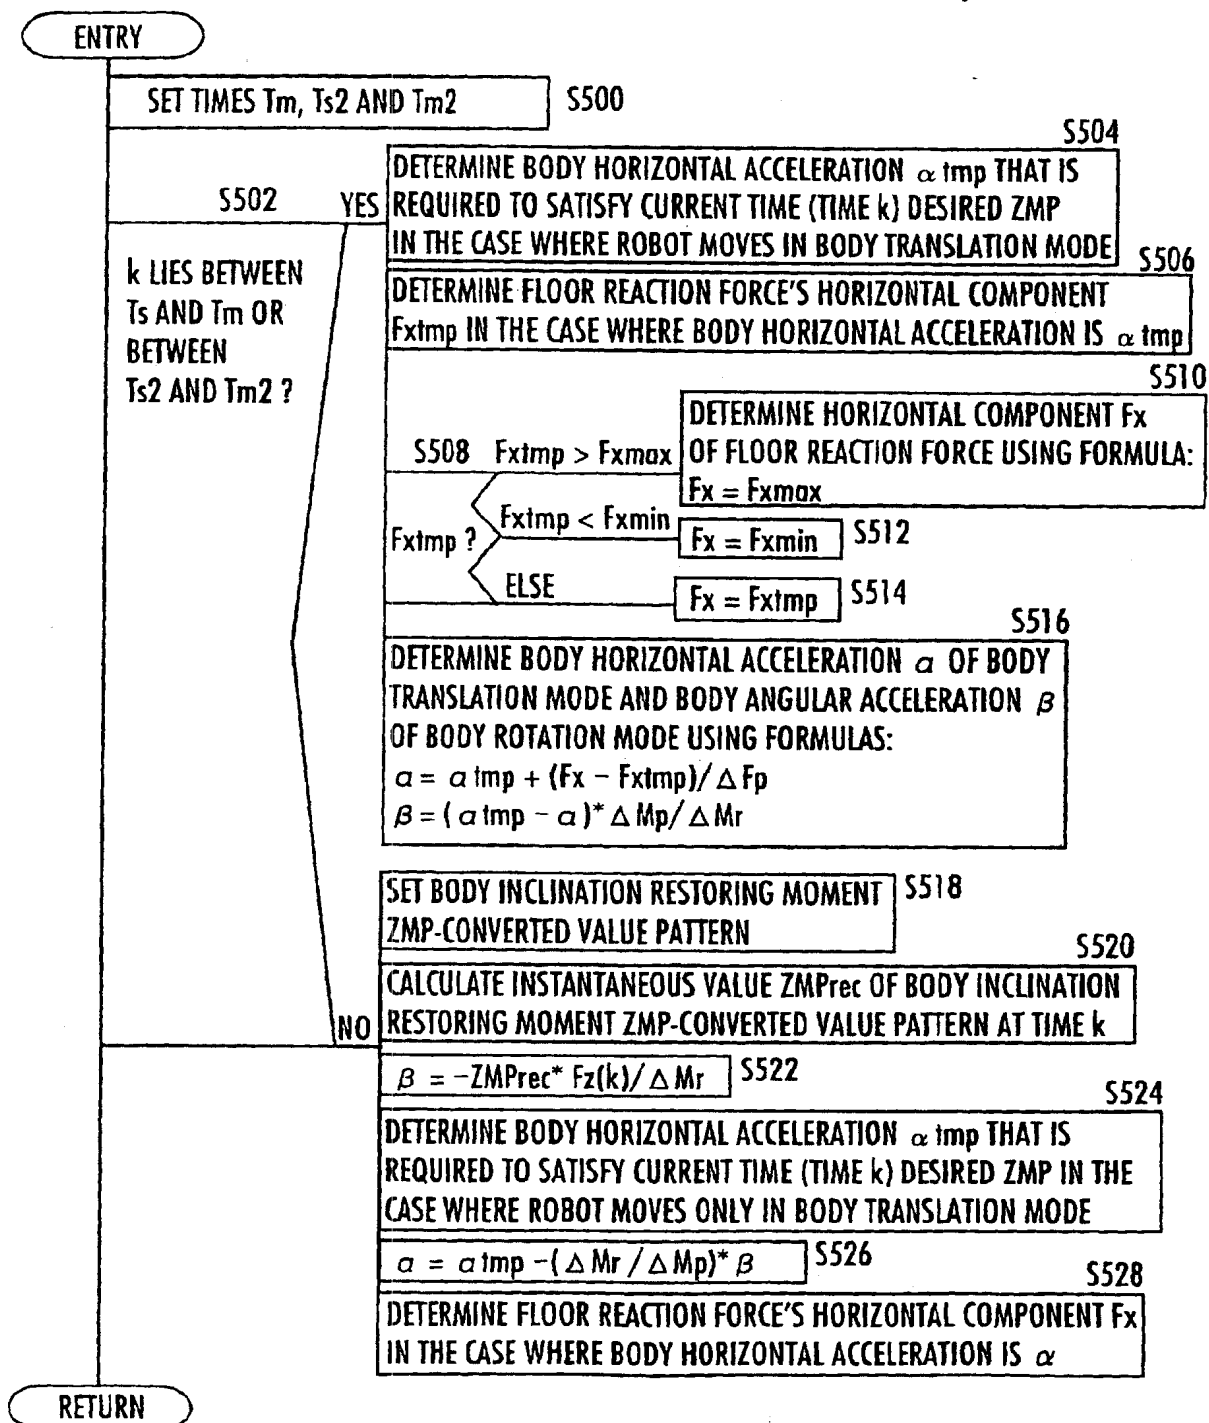 ENTRY
SET TIMES Tm, Ts2 AND Tm2
S500
S504
DETERMINE BODY HORIZONTAL ACCELERATION α tmp THAT IS
REQUIRED TO SATISFY CURRENT TIME (TIME k) DESIRED ZMP
IN THE CASE WHERE ROBOT MOVES IN BODY TRANSLATION MODE
S502
YES
k LIES BETWEEN
Ts AND Tm OR
BETWEEN
Ts2 AND Tm2 ?
S506
DETERMINE FLOOR REACTION FORCE'S HORIZONTAL COMPONENT
Fxtmp IN THE CASE WHERE BODY HORIZONTAL ACCELERATION IS α tmp
S510
DETERMINE HORIZONTAL COMPONENT Fx
OF FLOOR REACTION FORCE USING FORMULA:
Fx = Fxmax
S508
Fxtmp > Fxmax
Fxtmp ?
Fxtmp < Fxmin
Fx = Fxmin
S512
ELSE
Fx = Fxtmp
S514
S516
DETERMINE BODY HORIZONTAL ACCELERATION α OF BODY
TRANSLATION MODE AND BODY ANGULAR ACCELERATION β
OF BODY ROTATION MODE USING FORMULAS:
α = α tmp + (Fx - Fxtmp)/ΔFp
β = (α tmp - α)* ΔMp/ΔMr
SET BODY INCLINATION RESTORING MOMENT
ZMP-CONVERTED VALUE PATTERN
S518
S520
CALCULATE INSTANTANEOUS VALUE ZMPrec OF BODY INCLINATION
RESTORING MOMENT ZMP-CONVERTED VALUE PATTERN AT TIME k
NO
β = -ZMPrec* Fz(k)/ΔMr
S522
S524
DETERMINE BODY HORIZONTAL ACCELERATION α tmp THAT IS
REQUIRED TO SATISFY CURRENT TIME (TIME k) DESIRED ZMP IN THE
CASE WHERE ROBOT MOVES ONLY IN BODY TRANSLATION MODE
α = α tmp -(ΔMr/ΔMp)* β
S526
S528
DETERMINE FLOOR REACTION FORCE'S HORIZONTAL COMPONENT Fx
IN THE CASE WHERE BODY HORIZONTAL ACCELERATION IS α
RETURN